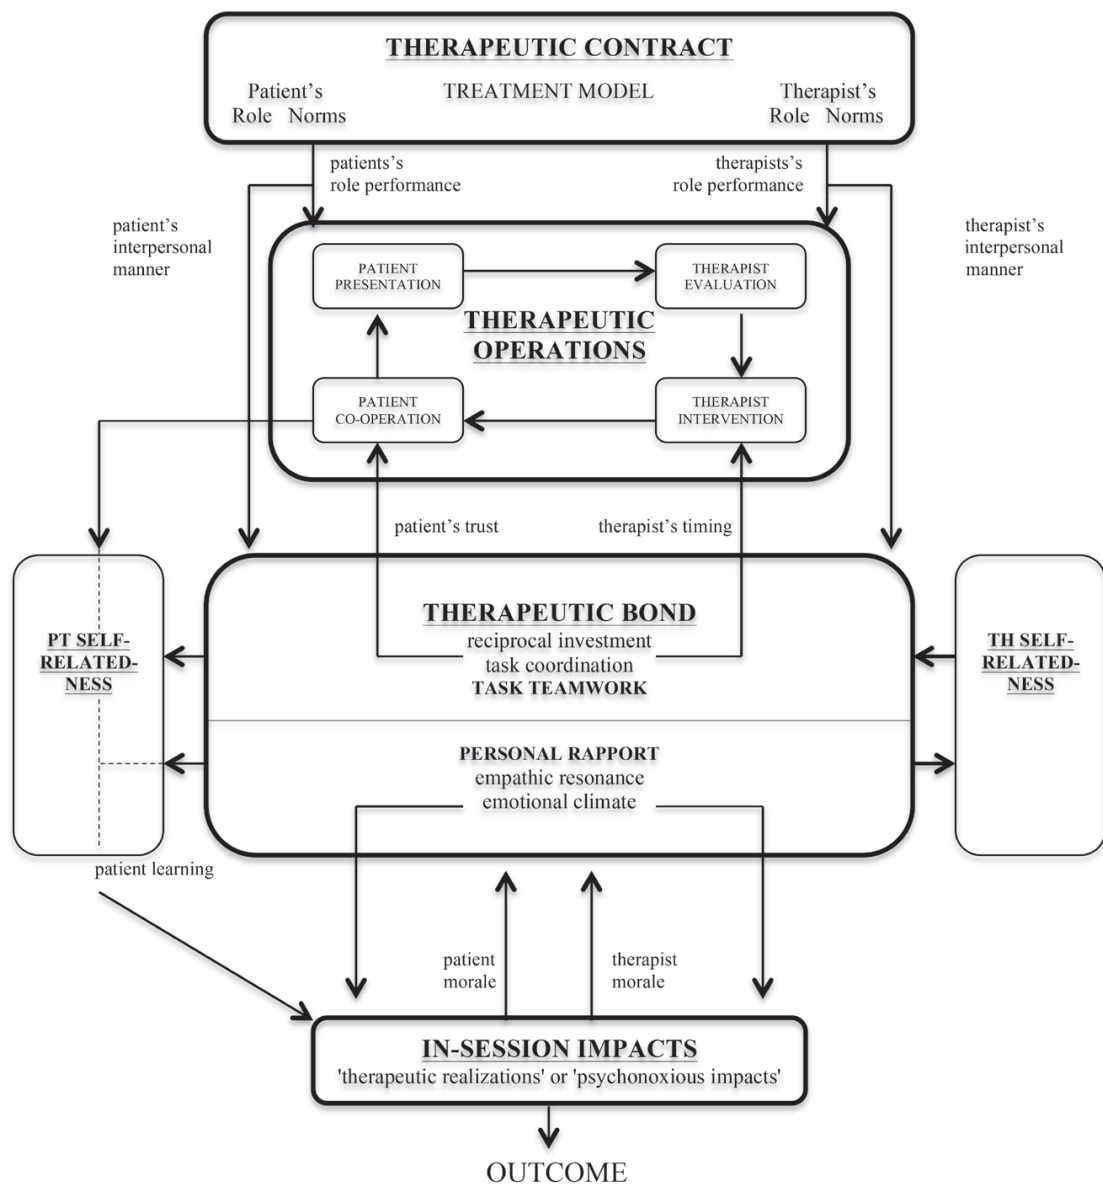 THERAPEUTIC CONTRACT
Patient's
Role Norms
TREATMENT MODEL
Therapist's
Role Norms
patients's
role performance
therapists's
role performance
patient's
interpersonal
manner
therapist's
interpersonal
manner
PATIENT
PRESENTATION
THERAPIST
EVALUATION
THERAPEUTIC
OPERATIONS
PATIENT
CO-OPERATION
THERAPIST
INTERVENTION
patient's trust
therapist's timing
PT SELF-
RELATED-
NESS
THERAPEUTIC BOND
reciprocal investment
task coordination
TASK TEAMWORK
TH SELF-
RELATED-
NESS
PERSONAL RAPPORT
empathic resonance
emotional climate
patient learning
patient
morale
therapist
morale
IN-SESSION IMPACTS
'therapeutic realizations' or 'psychonoxious impacts'
OUTCOME